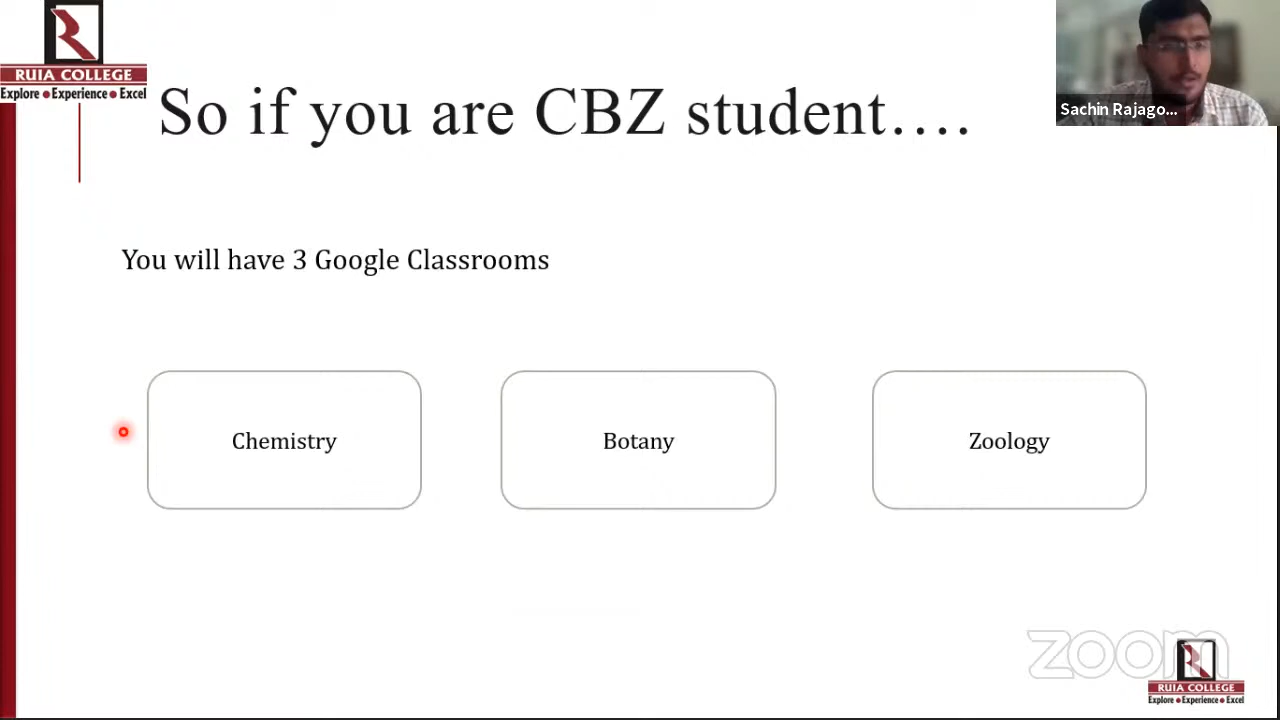 RUIA COLLEGE
Explore ● Experience ● Excel
Sachin Rajago...
So if you are CBZ student....
You will have 3 Google Classrooms
Chemistry
Botany
Zoology
zoom
RUIA COLLEGE
Explore ● Experience ● Excel